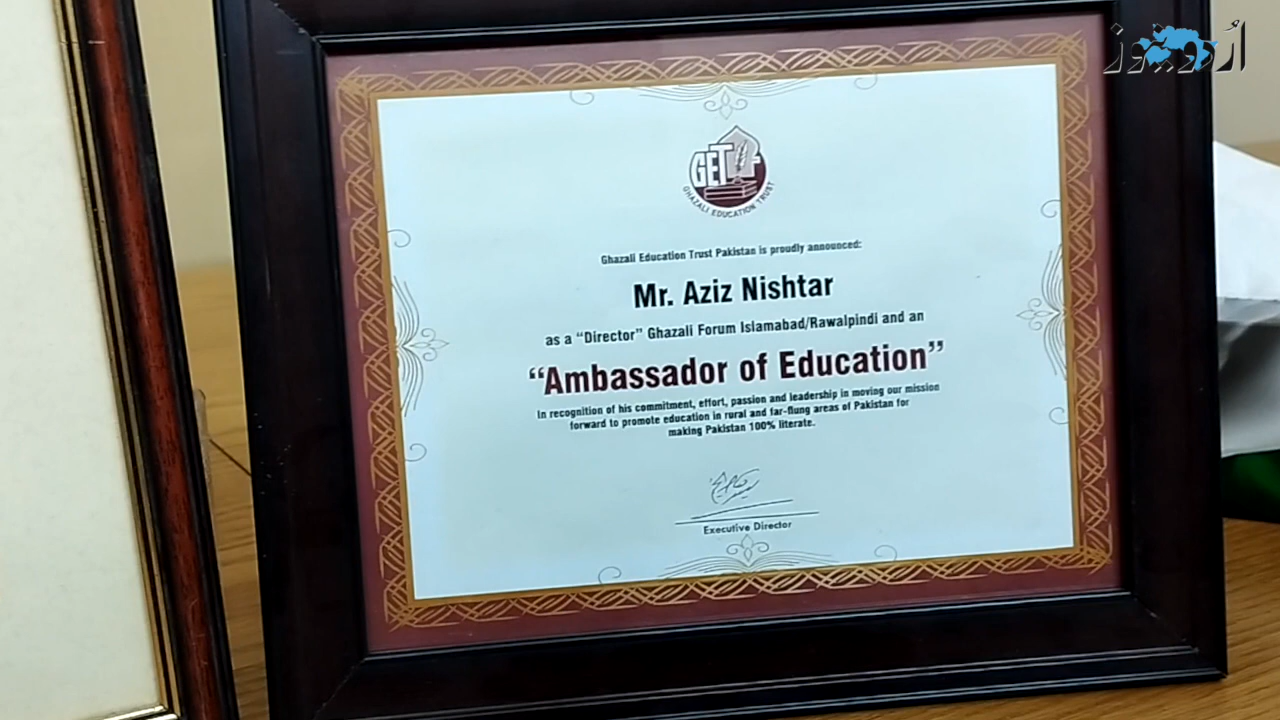 اُردو نیوز
GET
GHAZALI EDUCATION TRUST
Ghazali Education Trust Pakistan is proudly announced:
Mr. Aziz Nishtar
as a “Director” Ghazali Forum Islamabad/Rawalpindi and an
“Ambassador of Education”
In recognition of his commitment, effort, passion and leadership in moving our mission
forward to promote education in rural and far-flung areas of Pakistan for
making Pakistan 100% literate.
Executive Director